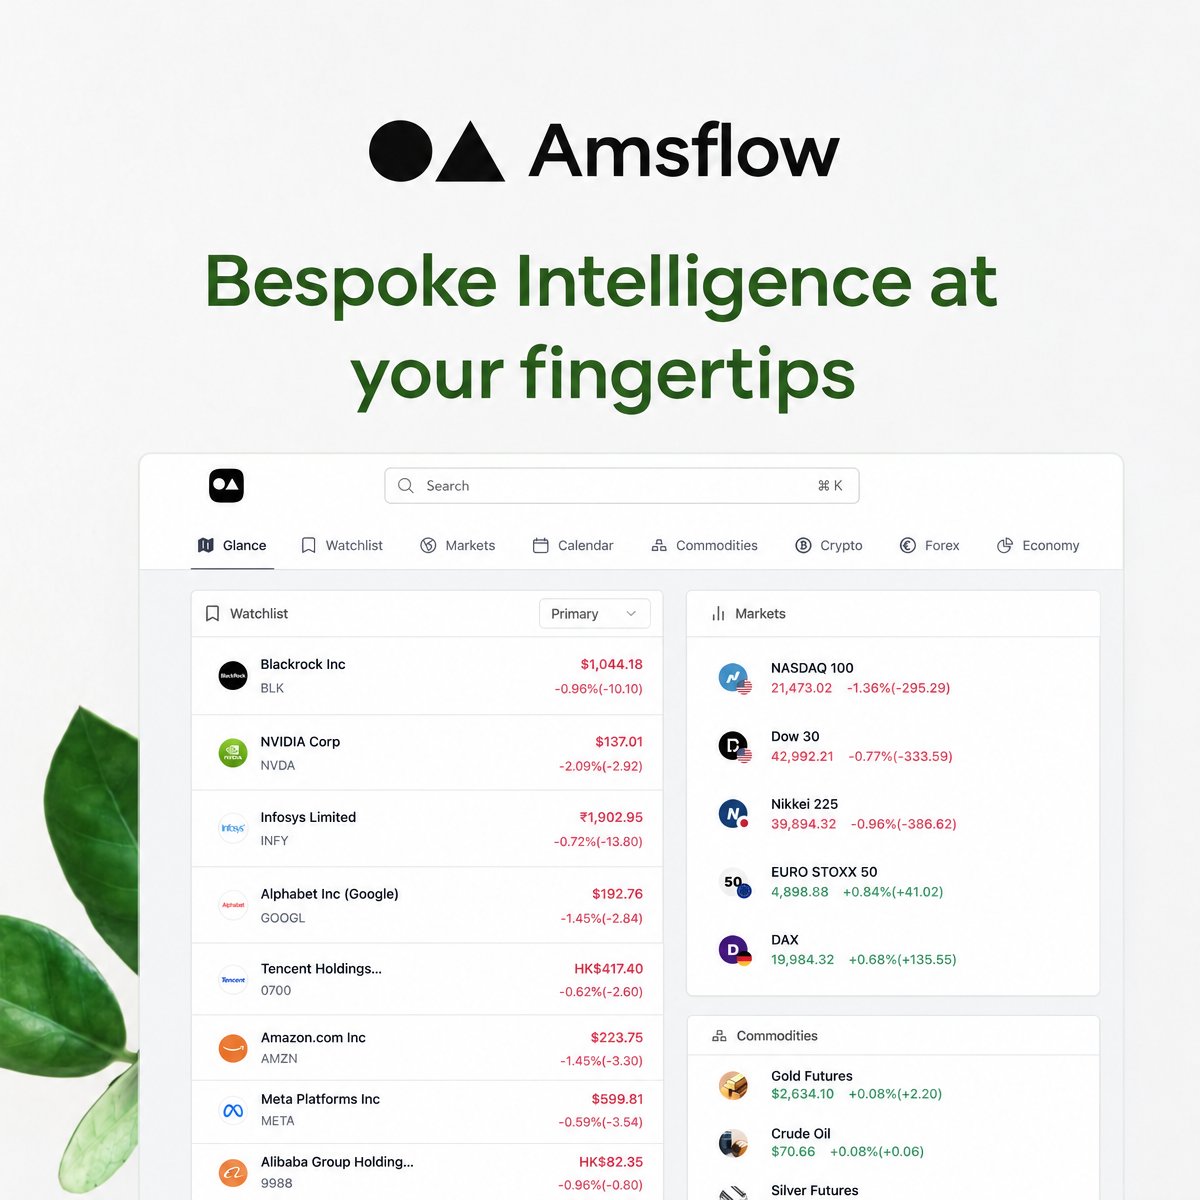 Amsflow
Bespoke Intelligence at
your fingertips
Search
⌘ K
Glance
Watchlist
Markets
Calendar
Commodities
Crypto
Forex
Economy
Watchlist
Primary
BlackRock
Blackrock Inc
$1,044.18
BLK
-0.96%(-10.10)
NVIDIA
NVIDIA Corp
$137.01
NVDA
-2.09%(-2.92)
Infosys
Infosys Limited
₹1,902.95
INFY
-0.72%(-13.80)
Alphabet
Alphabet Inc (Google)
$192.76
GOOGL
-1.45%(-2.84)
Tencent
Tencent Holdings...
HK$417.40
0700
-0.62%(-2.60)
Amazon.com Inc
$223.75
AMZN
-1.45%(-3.30)
Meta Platforms Inc
$599.81
META
-0.59%(-3.54)
Alibaba Group Holding...
HK$82.35
9988
-0.96%(-0.80)
Markets
NASDAQ 100
21,473.02 -1.36%(-295.29)
D
Dow 30
42,992.21 -0.77%(-333.59)
N
Nikkei 225
39,894.32 -0.96%(-386.62)
50
EURO STOXX 50
4,898.88 +0.84%(+41.02)
D
DAX
19,984.32 +0.68%(+135.55)
Commodities
Gold Futures
$2,634.10 +0.08%(+2.20)
Crude Oil
$70.66 +0.08%(+0.06)
Silver Futures